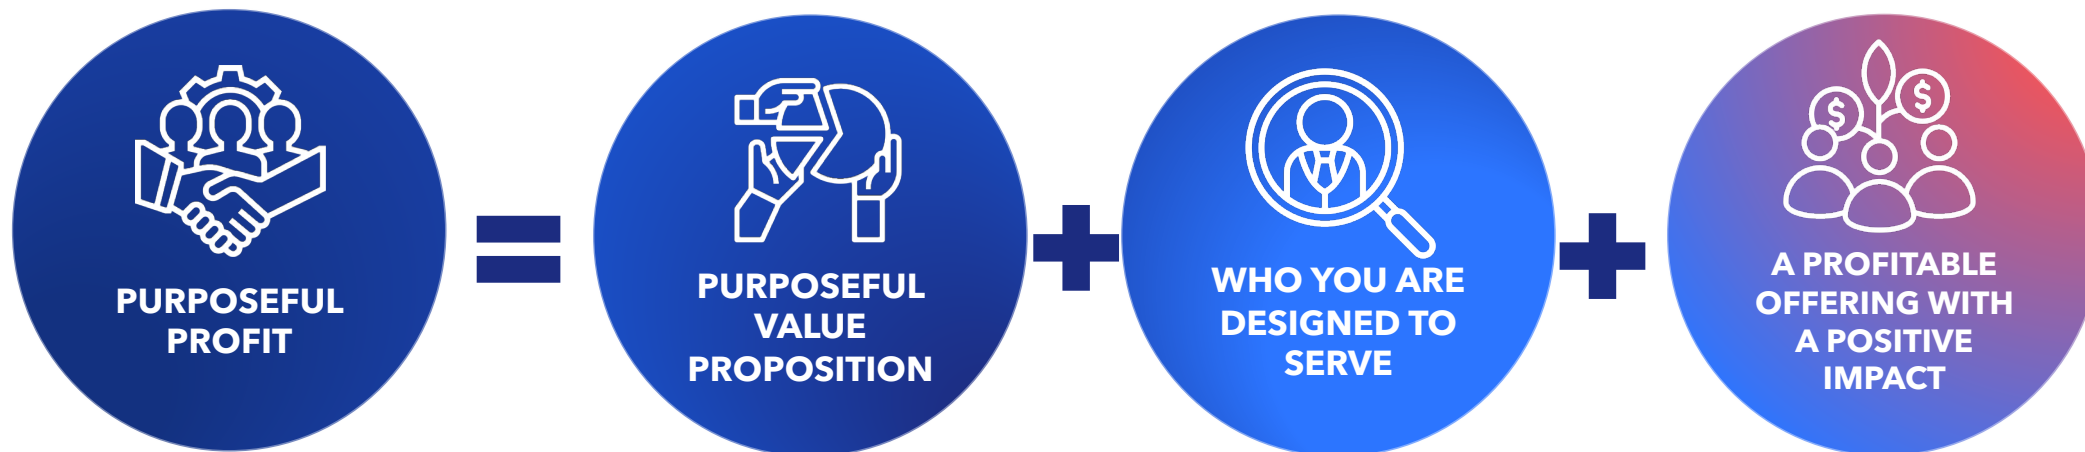 PURPOSEFUL
PROFIT
=
PURPOSEFUL
VALUE
PROPOSITION
+
WHO YOU ARE
DESIGNED TO
SERVE
+
$
$
A PROFITABLE
OFFERING WITH
A POSITIVE
IMPACT